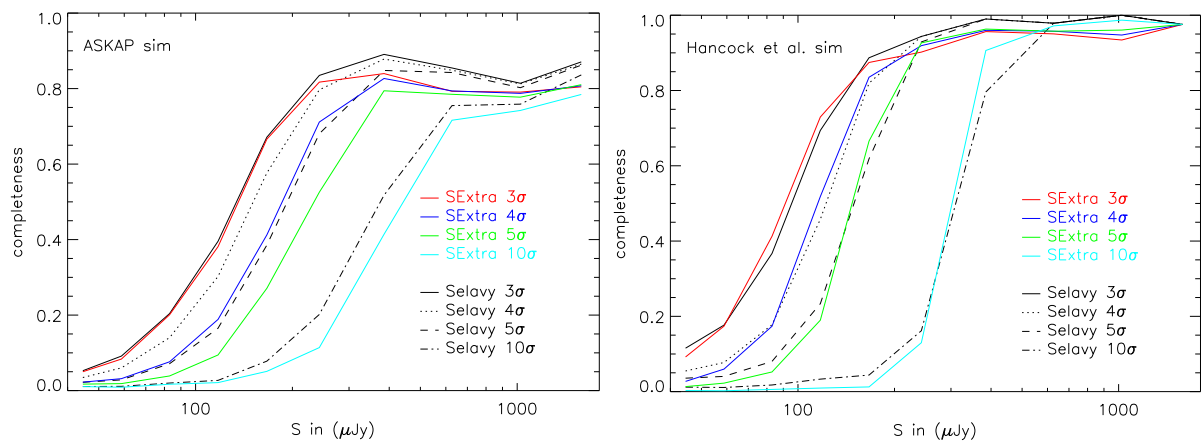 ASKAP sim
completeness
1.0
0.8
0.6
0.4
0.2
0.0
SExtra 3σ
SExtra 4σ
SExtra 5σ
SExtra 10σ
Selavy 3σ
Selavy 4σ
Selavy 5σ
Selavy 10σ
100
1000
S in (μJy)
Hancock et al. sim
completeness
1.0
0.8
0.6
0.4
0.2
0.0
SExtra 3σ
SExtra 4σ
SExtra 5σ
SExtra 10σ
Selavy 3σ
Selavy 4σ
Selavy 5σ
Selavy 10σ
100
1000
S in (μJy)